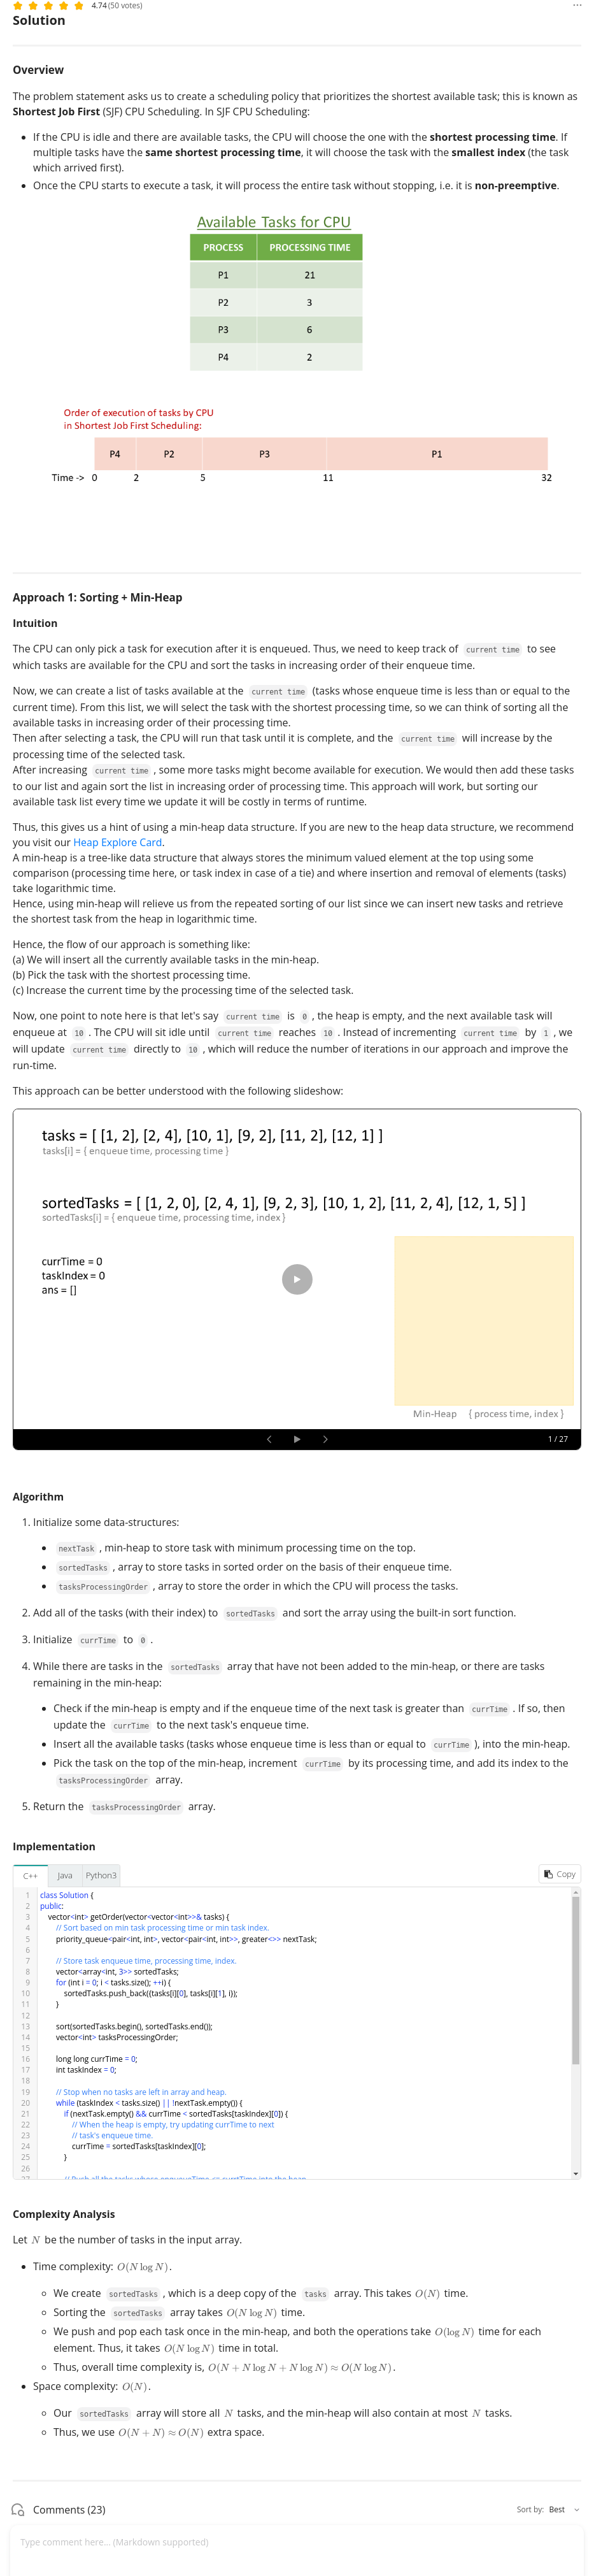 4.74 (50 votes)
Solution
Overview
The problem statement asks us to create a scheduling policy that prioritizes the shortest available task; this is known as
Shortest Job First (SJF) CPU Scheduling. In SJF CPU Scheduling:
• If the CPU is idle and there are available tasks, the CPU will choose the one with the shortest processing time. If
multiple tasks have the same shortest processing time, it will choose the task with the smallest index (the task
which arrived first).
• Once the CPU starts to execute a task, it will process the entire task without stopping, i.e. it is non-preemptive.
Available Tasks for CPU
PROCESS PROCESSING TIME
P1 21
P2 3
P3 6
P4 2
Order of execution of tasks by CPU
in Shortest Job First Scheduling:
P4 P2 P3 P1
Time -> 0 2 5 11 32
Approach 1: Sorting + Min-Heap
Intuition
The CPU can only pick a task for execution after it is enqueued. Thus, we need to keep track of current time to see
which tasks are available for the CPU and sort the tasks in increasing order of their enqueue time.
Now, we can create a list of tasks available at the current time (tasks whose enqueue time is less than or equal to the
current time). From this list, we will select the task with the shortest processing time, so we can think of sorting all the
available tasks in increasing order of their processing time.
Then after selecting a task, the CPU will run that task until it is complete, and the current time will increase by the
processing time of the selected task.
After increasing current time , some more tasks might become available for execution. We would then add these tasks
to our list and again sort the list in increasing order of processing time. This approach will work, but sorting our
available task list every time we update it will be costly in terms of runtime.
Thus, this gives us a hint of using a min-heap data structure. If you are new to the heap data structure, we recommend
you visit our Heap Explore Card.
A min-heap is a tree-like data structure that always stores the minimum valued element at the top using some
comparison (processing time here, or task index in case of a tie) and where insertion and removal of elements (tasks)
take logarithmic time.
Hence, using min-heap will relieve us from the repeated sorting of our list since we can insert new tasks and retrieve
the shortest task from the heap in logarithmic time.
Hence, the flow of our approach is something like:
(a) We will insert all the currently available tasks in the min-heap.
(b) Pick the task with the shortest processing time.
(c) Increase the current time by the processing time of the selected task.
Now, one point to note here is that let's say current time is 0 , the heap is empty, and the next available task will
enqueue at 10 . The CPU will sit idle until current time reaches 10 . Instead of incrementing current time by 1 , we
will update current time directly to 10 , which will reduce the number of iterations in our approach and improve the
run-time.
This approach can be better understood with the following slideshow:
tasks = [ [1, 2], [2, 4], [10, 1], [9, 2], [11, 2], [12, 1] ]
tasks[i] = { enqueue time, processing time }
sortedTasks = [ [1, 2, 0], [2, 4, 1], [9, 2, 3], [10, 1, 2], [11, 2, 4], [12, 1, 5] ]
sortedTasks[i] = { enqueue time, processing time, index }
currTime = 0
taskIndex = 0
ans = []
Min-Heap { process time, index }
1 / 27
Algorithm
1. Initialize some data-structures:
• nextTask , min-heap to store task with minimum processing time on the top.
• sortedTasks , array to store tasks in sorted order on the basis of their enqueue time.
• tasksProcessingOrder , array to store the order in which the CPU will process the tasks.
2. Add all of the tasks (with their index) to sortedTasks and sort the array using the built-in sort function.
3. Initialize currTime to 0 .
4. While there are tasks in the sortedTasks array that have not been added to the min-heap, or there are tasks
remaining in the min-heap:
• Check if the min-heap is empty and if the enqueue time of the next task is greater than currTime . If so, then
update the currTime to the next task's enqueue time.
• Insert all the available tasks (tasks whose enqueue time is less than or equal to currTime ), into the min-heap.
• Pick the task on the top of the min-heap, increment currTime by its processing time, and add its index to the
tasksProcessingOrder array.
5. Return the tasksProcessingOrder array.
Implementation
C++ Java Python3 Copy
1 class Solution {
2 public:
3 vector<int> getOrder(vector<vector<int>>& tasks) {
4 // Sort based on min task processing time or min task index.
5 priority_queue<pair<int, int>, vector<pair<int, int>>, greater<>> nextTask;
6
7 // Store task enqueue time, processing time, index.
8 vector<array<int, 3>> sortedTasks;
9 for (int i = 0; i < tasks.size(); ++i) {
10 sortedTasks.push_back({tasks[i][0], tasks[i][1], i});
11 }
12
13 sort(sortedTasks.begin(), sortedTasks.end());
14 vector<int> tasksProcessingOrder;
15
16 long long currTime = 0;
17 int taskIndex = 0;
18
19 // Stop when no tasks are left in array and heap.
20 while (taskIndex < tasks.size() || !nextTask.empty()) {
21 if (nextTask.empty() && currTime < sortedTasks[taskIndex][0]) {
22 // When the heap is empty, try updating currTime to next
23 // task's enqueue time.
24 currTime = sortedTasks[taskIndex][0];
25 }
26
27 // Push all the tasks whose enqueueTime <= currtTime into the heap.
Complexity Analysis
Let N be the number of tasks in the input array.
• Time complexity: O(N log N).
◦ We create sortedTasks , which is a deep copy of the tasks array. This takes O(N) time.
◦ Sorting the sortedTasks array takes O(N log N) time.
◦ We push and pop each task once in the min-heap, and both the operations take O(log N) time for each
element. Thus, it takes O(N log N) time in total.
◦ Thus, overall time complexity is, O(N + N log N + N log N) ≈ O(N log N).
• Space complexity: O(N).
◦ Our sortedTasks array will store all N tasks, and the min-heap will also contain at most N tasks.
◦ Thus, we use O(N + N) ≈ O(N) extra space.
Comments (23) Sort by: Best
Type comment here... (Markdown supported)